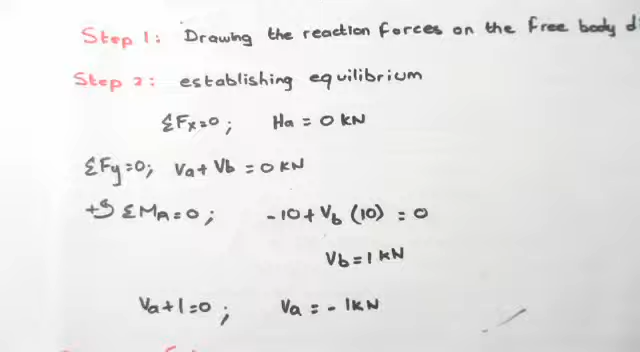 Step 1: Drawing the reaction forces on the free body d
Step 2: establishing equilibrium
ΣFx=0; Ha = 0 kN
ΣFy=0; Va + Vb = 0 kN
ΣMA=0; -10 + Vb (10) = 0
Vb = 1 kN
Va+1=0; Va = -1kN